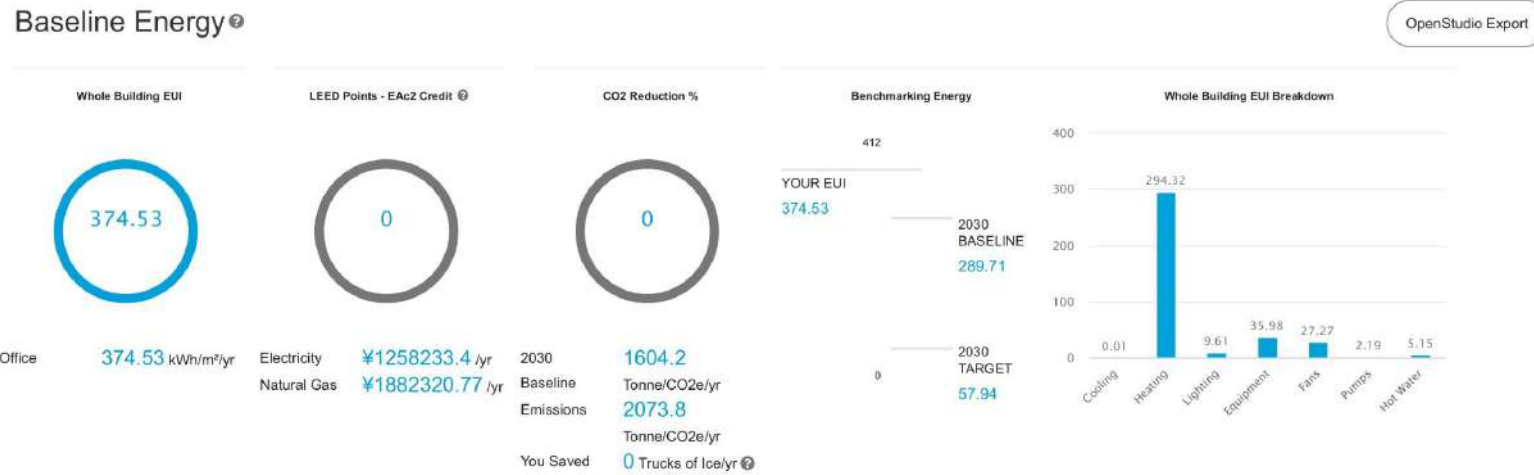 Baseline Energy
OpenStudio Export
Whole Building EUI
374.53
Office 374.53 kWh/m²/yr
LEED Points - EAc2 Credit
0
Electricity ¥1258233.4 /yr
Natural Gas ¥1882320.77 /yr
CO2 Reduction %
0
2030 1604.2
Baseline Tonne/CO2e/yr
Emissions 2073.8
Tonne/CO2e/yr
You Saved 0 Trucks of Ice/yr
Benchmarking Energy
412
YOUR EUI
374.53
2030
BASELINE
289.71
2030
TARGET
57.94
0
Whole Building EUI Breakdown
400
300
200
100
0
0.01
294.32
9.61
35.98
27.27
2.19
5.15
Cooling
Heating
Lighting
Equipment
Fans
Pumps
Hot Water